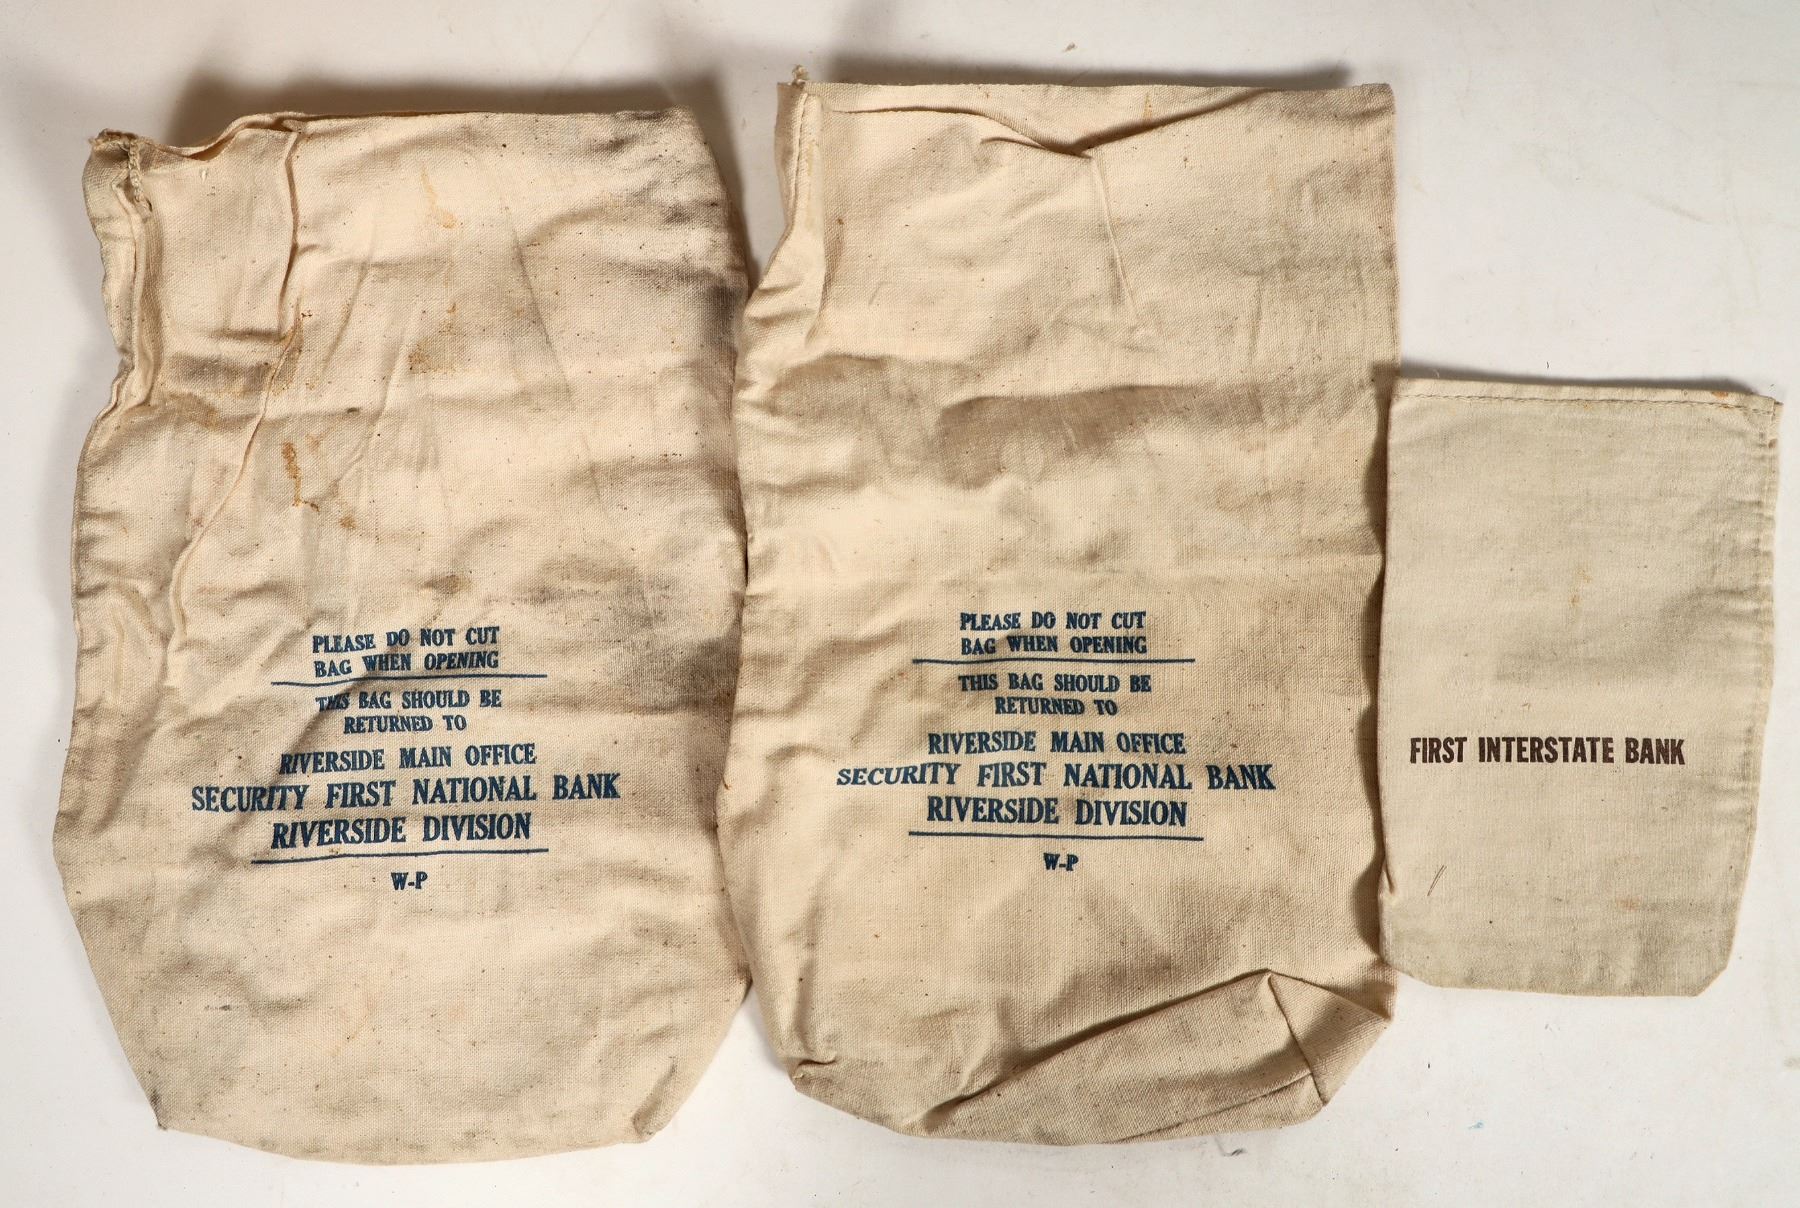 PLEASE DO NOT CUT
BAG WHEN OPENING
THIS BAG SHOULD BE
RETURNED TO
RIVERSIDE MAIN OFFICE
SECURITY FIRST NATIONAL BANK
RIVERSIDE DIVISION
W-P
PLEASE DO NOT CUT
BAG WHEN OPENING
THIS BAG SHOULD BE
RETURNED TO
RIVERSIDE MAIN OFFICE
SECURITY FIRST NATIONAL BANK
RIVERSIDE DIVISION
W-P
FIRST INTERSTATE BANK